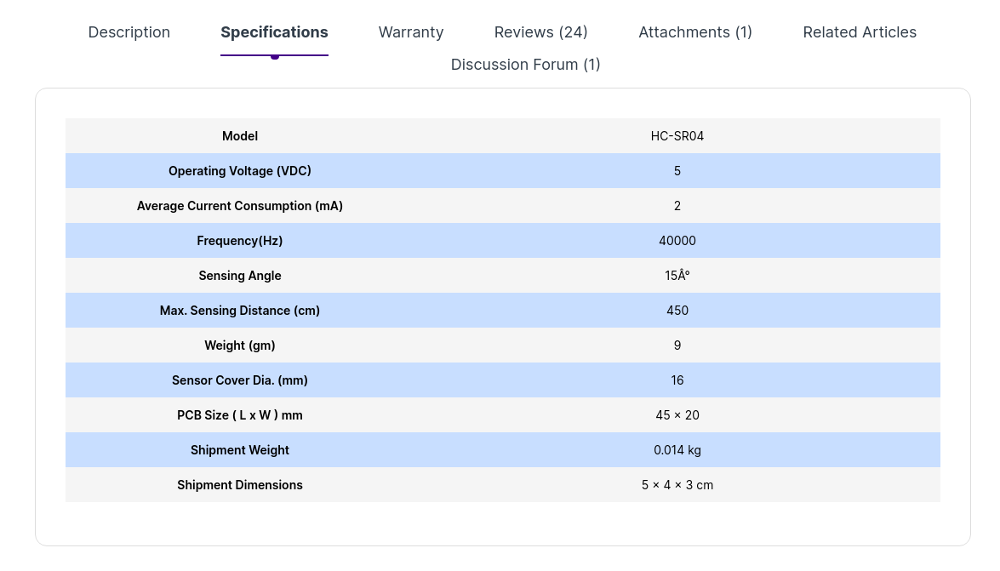 Description Specifications Warranty Reviews (24) Attachments (1) Related Articles
Discussion Forum (1)
Model HC-SR04
Operating Voltage (VDC) 5
Average Current Consumption (mA) 2
Frequency(Hz) 40000
Sensing Angle 15Âº
Max. Sensing Distance (cm) 450
Weight (gm) 9
Sensor Cover Dia. (mm) 16
PCB Size ( L x W ) mm 45 × 20
Shipment Weight 0.014 kg
Shipment Dimensions 5 × 4 × 3 cm